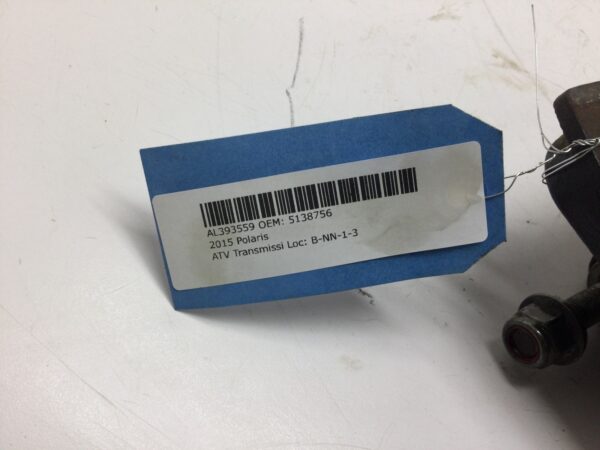 AL393559 OEM: 5138756
2015 Polaris
ATV Transmissi Loc: B-NN-1-3